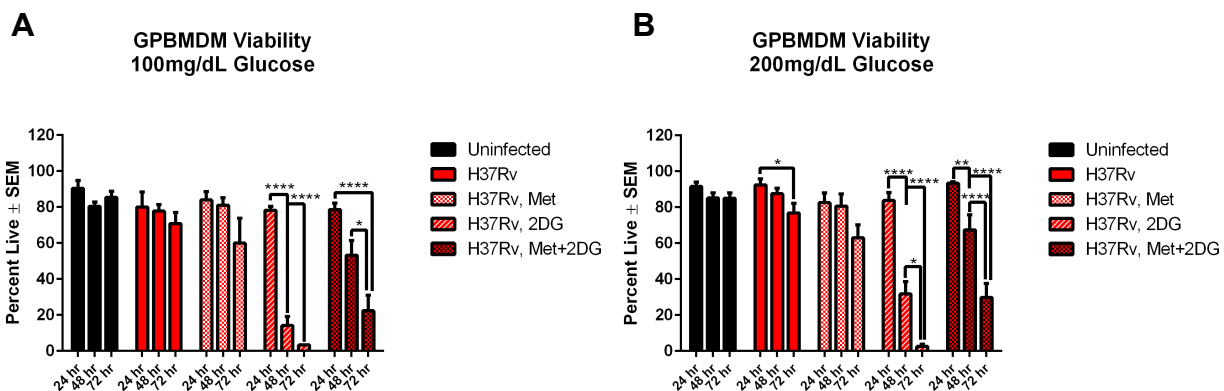 A
GPBMDM Viability
100mg/dL Glucose
Percent Live ± SEM
120
100
80
60
40
20
0
**** **** **** *
24 hr 48 hr 72 hr 24 hr 48 hr 72 hr 24 hr 48 hr 72 hr 24 hr 48 hr 72 hr 24 hr 48 hr 72 hr
Uninfected
H37Rv
H37Rv, Met
H37Rv, 2DG
H37Rv, Met+2DG
B
GPBMDM Viability
200mg/dL Glucose
Percent Live ± SEM
120
100
80
60
40
20
0
* **** **** * ** **** ****
24 hr 48 hr 72 hr 24 hr 48 hr 72 hr 24 hr 48 hr 72 hr 24 hr 48 hr 72 hr 24 hr 48 hr 72 hr
Uninfected
H37Rv
H37Rv, Met
H37Rv, 2DG
H37Rv, Met+2DG